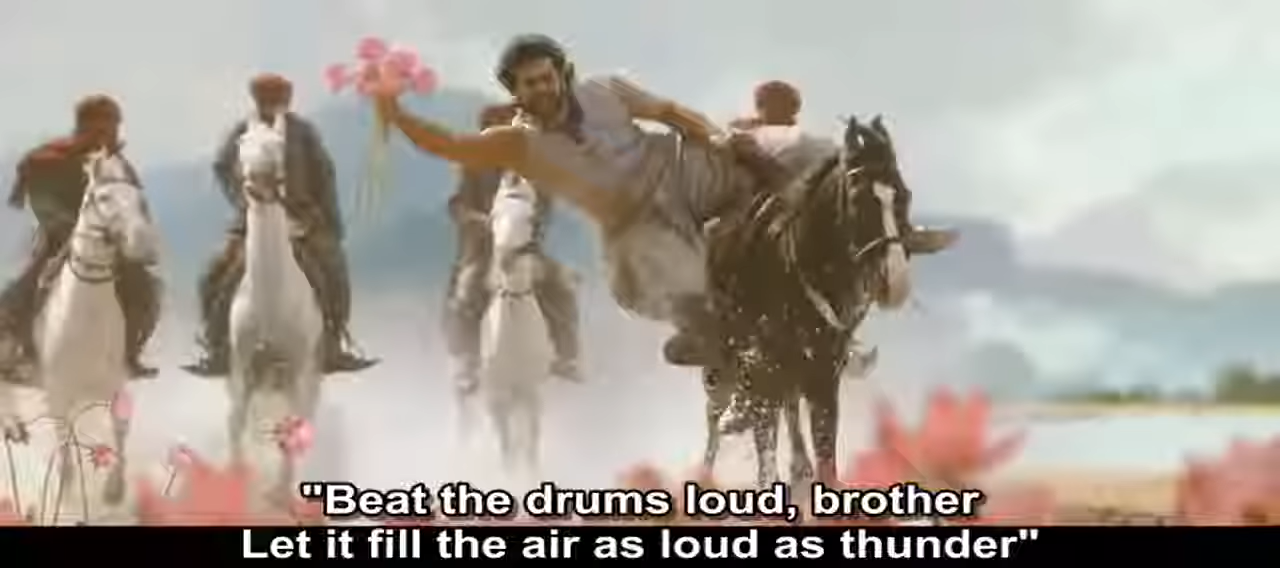 "Beat the drums loud, brother
Let it fill the air as loud as thunder"